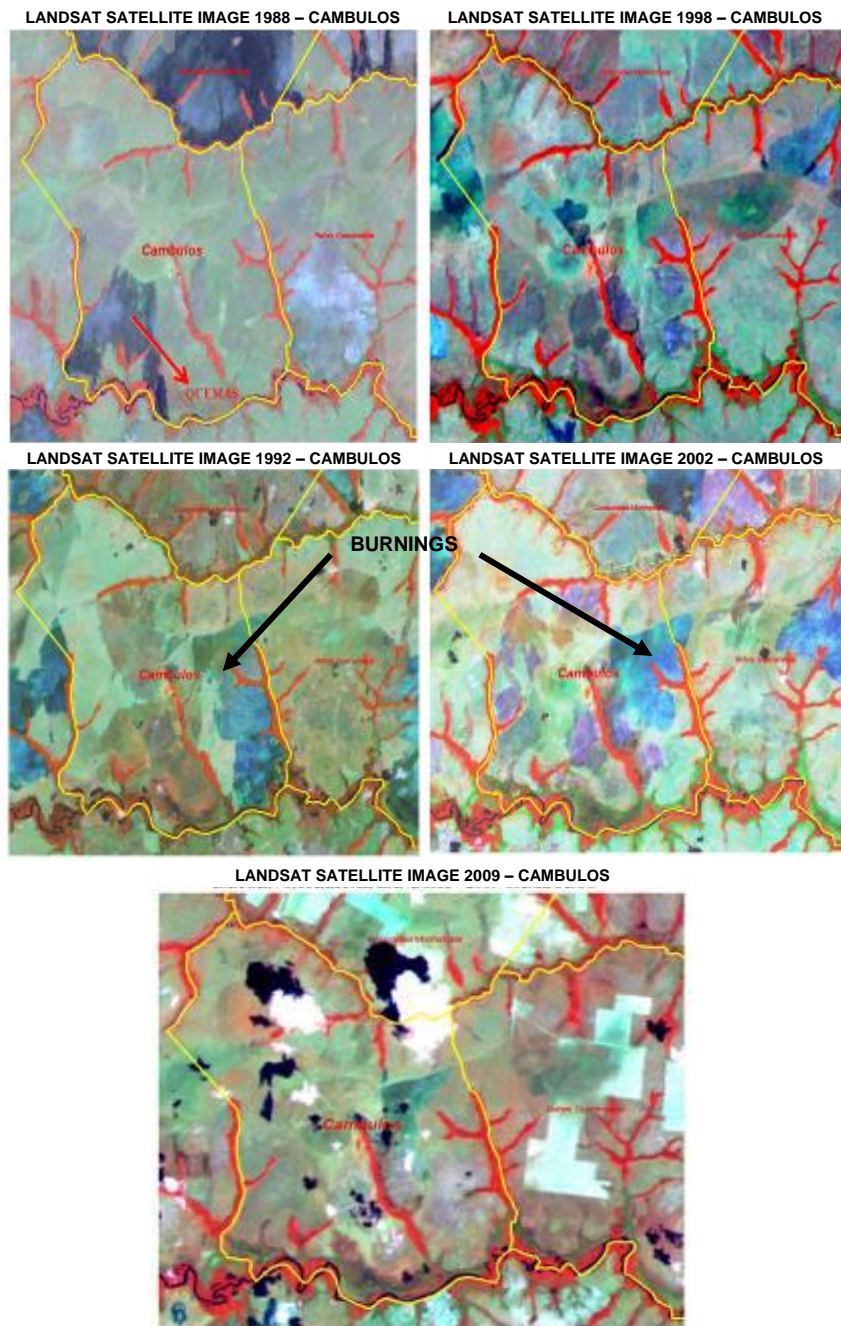 LANDSAT SATELLITE IMAGE 1988 – CAMBULOS
LANDSAT SATELLITE IMAGE 1998 – CAMBULOS
Cambulos
QUEMAS
Cambulos
LANDSAT SATELLITE IMAGE 1992 – CAMBULOS
LANDSAT SATELLITE IMAGE 2002 – CAMBULOS
BURNINGS
Cambulos
Cambulos
LANDSAT SATELLITE IMAGE 2009 – CAMBULOS
Cambulos